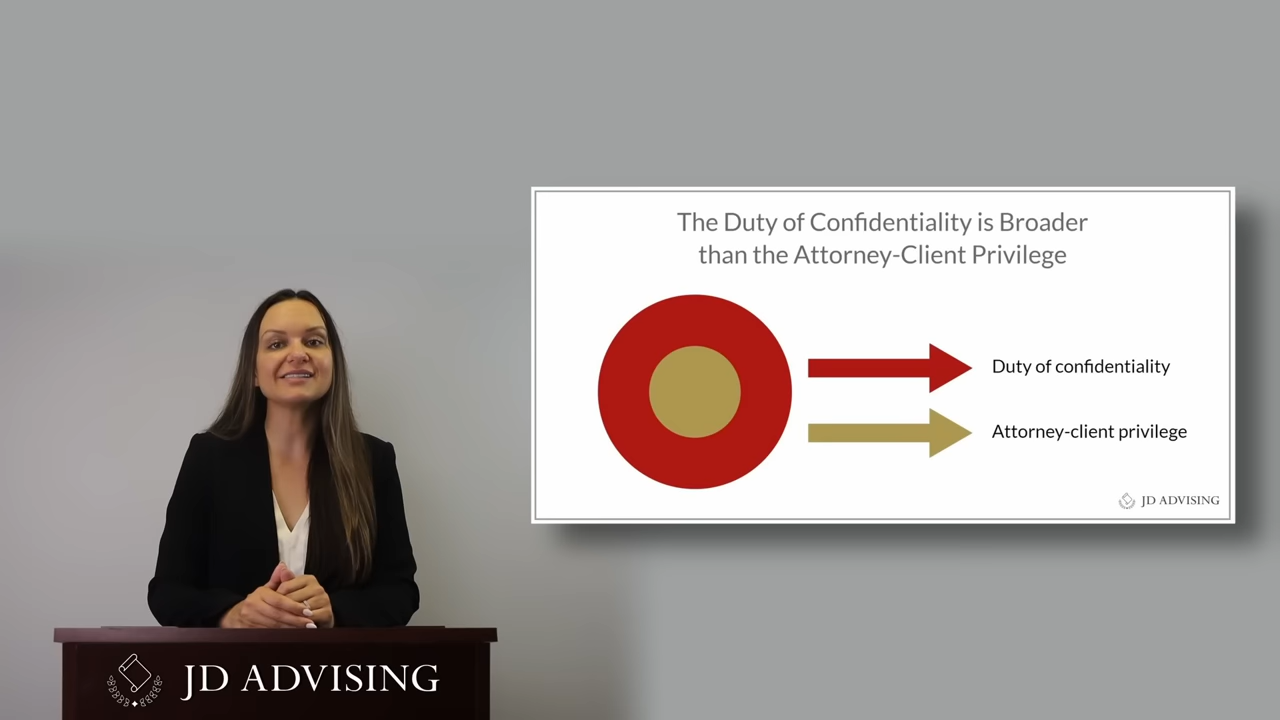 The Duty of Confidentiality is Broader
than the Attorney-Client Privilege
Duty of confidentiality
Attorney-client privilege
JD ADVISING
JD ADVISING